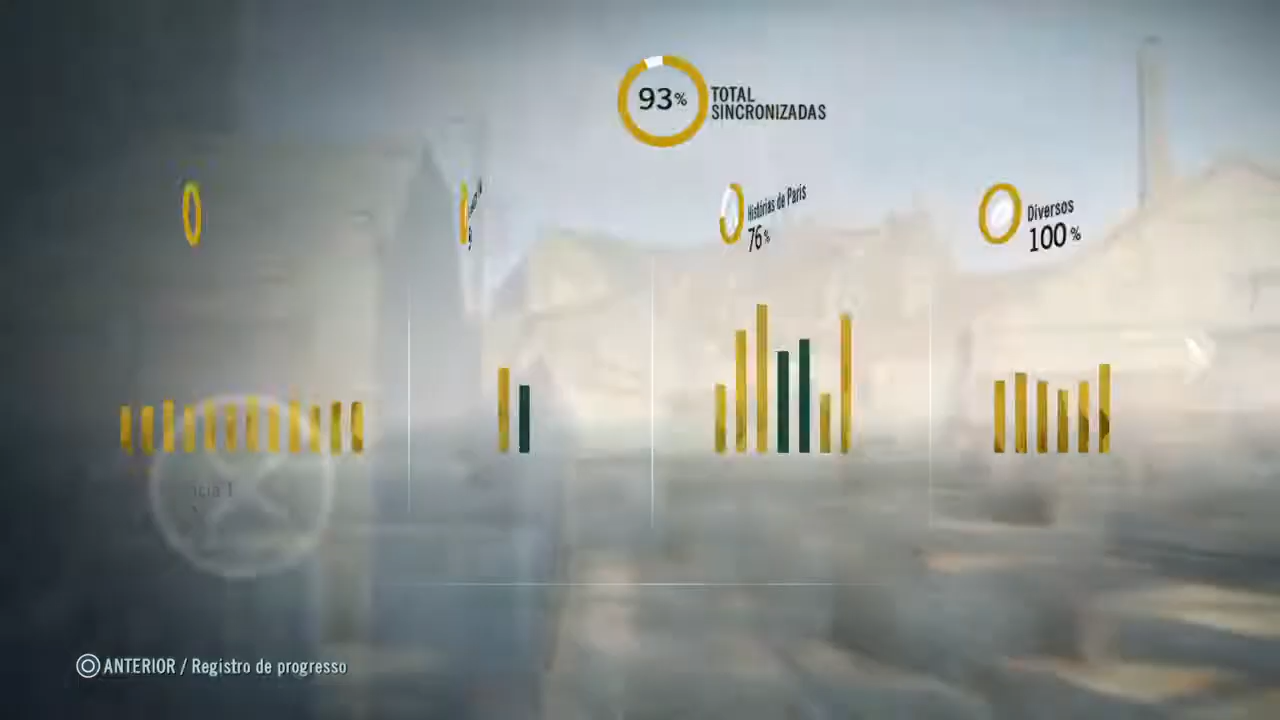 93%
TOTAL
SINCRONIZADAS
Histórias de Paris
76%
Diversos
100%
ANTERIOR / Registro de progresso